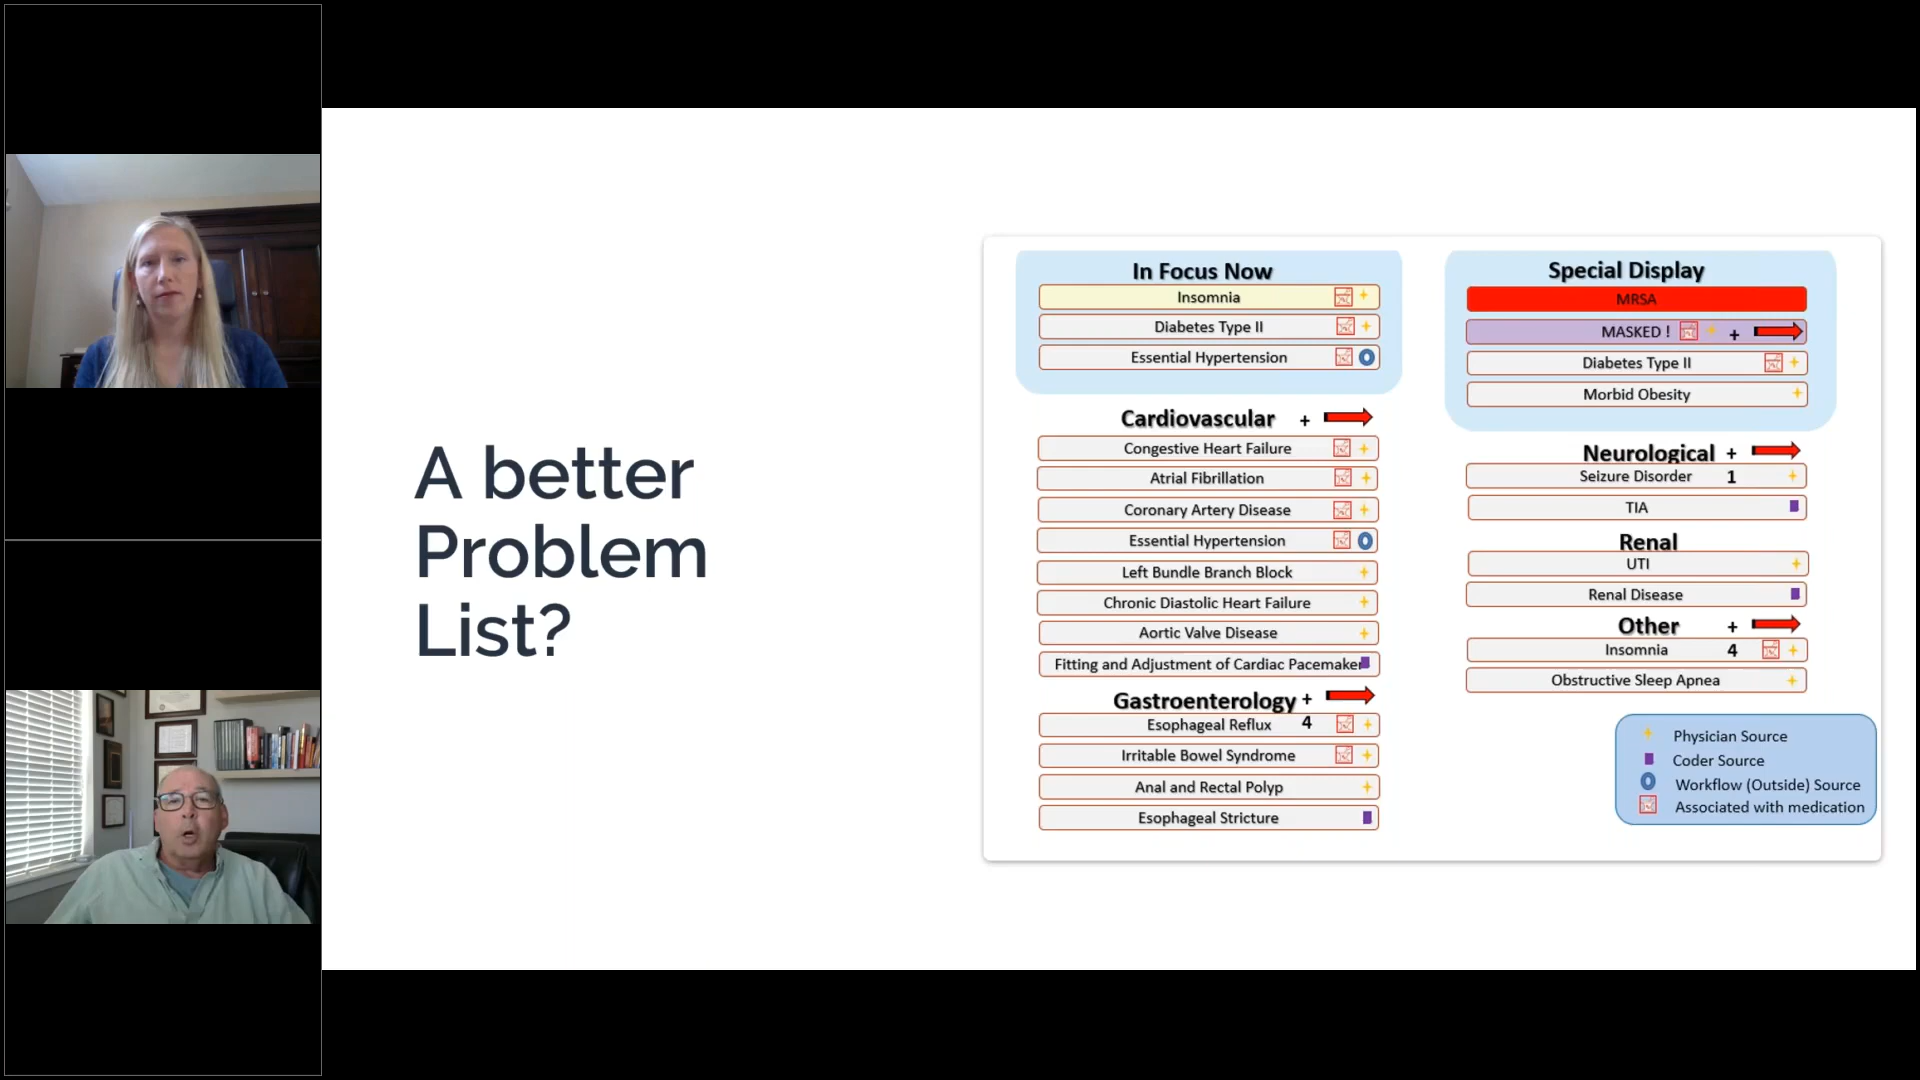 A better
Problem
List?
In Focus Now
Insomnia
Diabetes Type II
Essential Hypertension
Cardiovascular +
Congestive Heart Failure
Atrial Fibrillation
Coronary Artery Disease
Essential Hypertension
Left Bundle Branch Block
Chronic Diastolic Heart Failure
Aortic Valve Disease
Fitting and Adjustment of Cardiac Pacemaker
Gastroenterology +
Esophageal Reflux 4
Irritable Bowel Syndrome
Anal and Rectal Polyp
Esophageal Stricture
Special Display
MRSA
MASKED ! +
Diabetes Type II
Morbid Obesity
Neurological +
Seizure Disorder 1
TIA
Renal
UTI
Renal Disease
Other +
Insomnia 4
Obstructive Sleep Apnea
Physician Source
Coder Source
Workflow (Outside) Source
Associated with medication